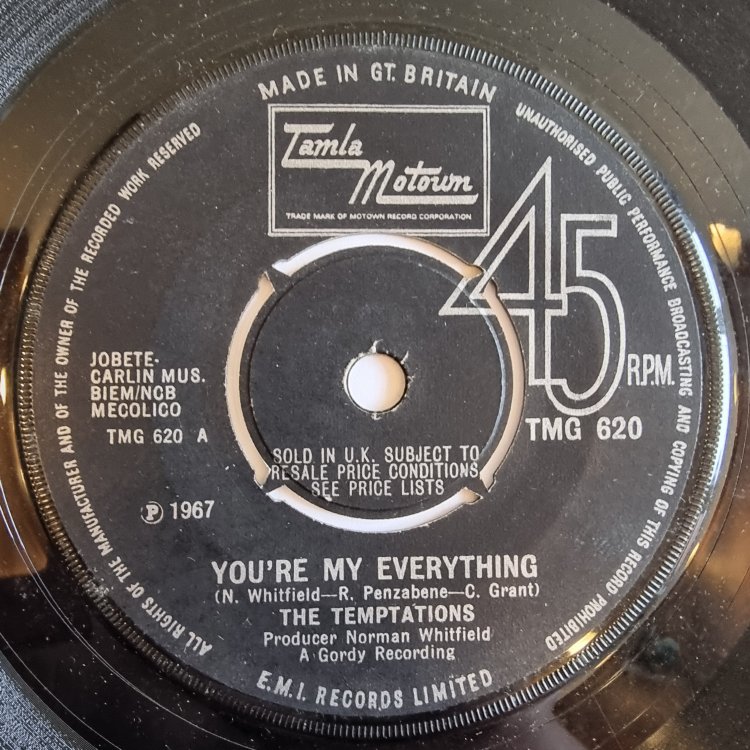 MADE IN GT. BRITAIN
Tamla
Motown
TRADE MARK OF MOTOWN RECORD CORPORATION
45
R.P.M.
TMG 620
JOBETE-
CARLIN MUS.
BIEM/NCB
MECOLICO
TMG 620 A
SOLD IN U.K. SUBJECT TO
RESALE PRICE CONDITIONS
SEE PRICE LISTS
Ⓟ 1967
YOU'RE MY EVERYTHING
(N. Whitfield—R. Penzabene—C. Grant)
THE TEMPTATIONS
Producer Norman Whitfield
A Gordy Recording
E.M.I. RECORDS LIMITED
ALL RIGHTS OF THE MANUFACTURER AND OF THE OWNER OF THE RECORDED WORK RESERVED
UNAUTHORISED PUBLIC PERFORMANCE BROADCASTING AND COPYING OF THIS RECORD PROHIBITED